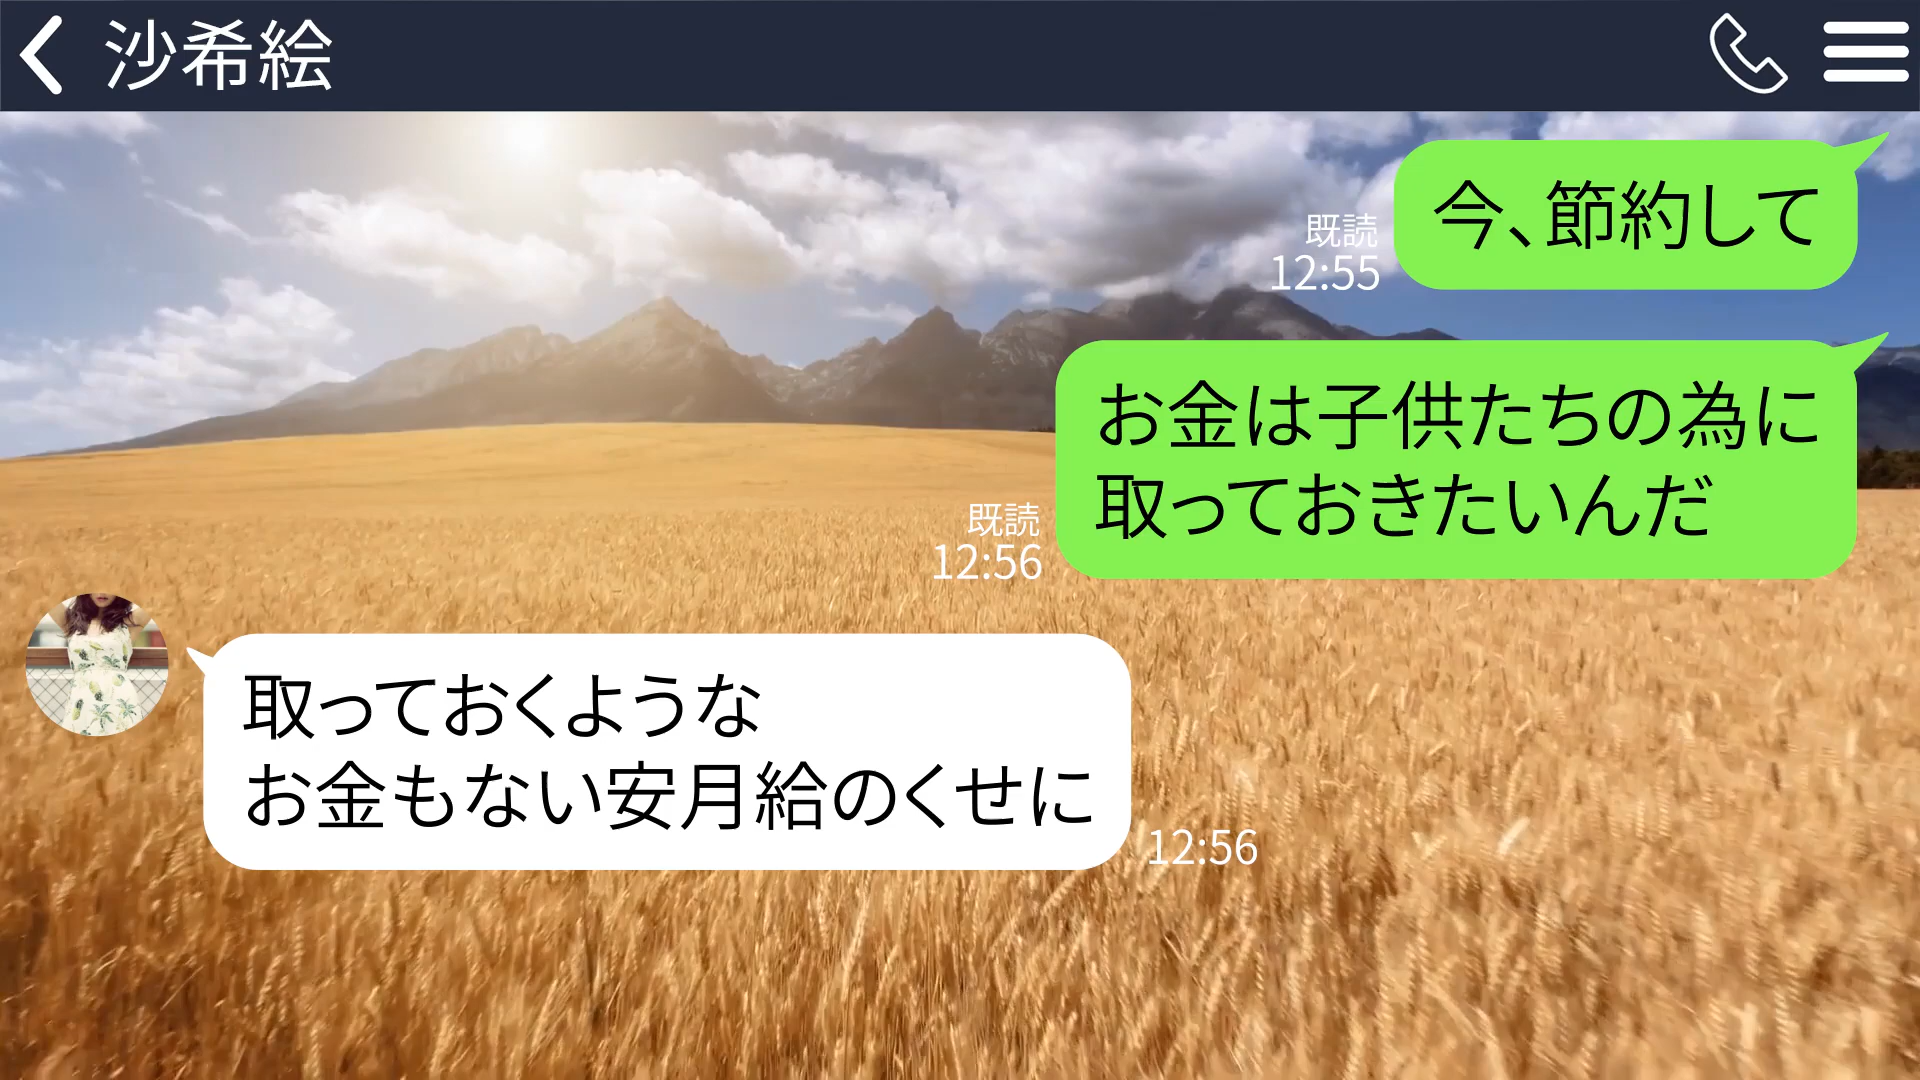 沙希絵
今、節約して
既読
12:55
お金は子供たちの為に
取っておきたいんだ
既読
12:56
取っておくような
お金もない安月給のくせに
12:56